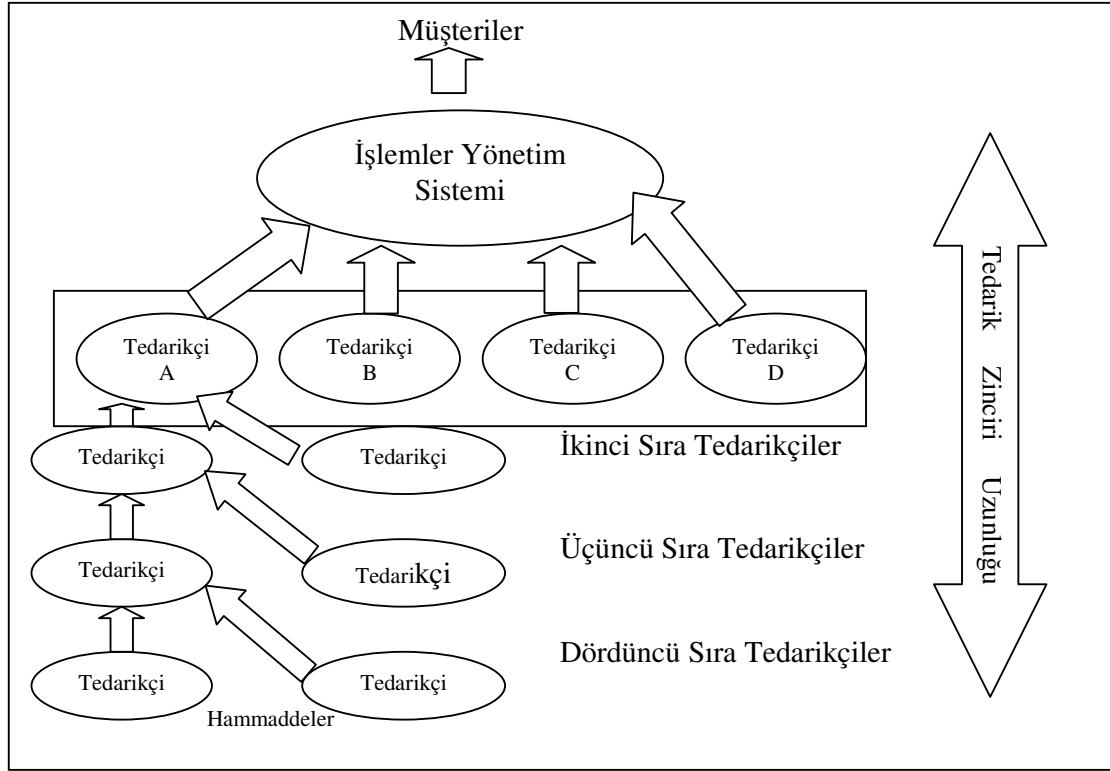 Müşteriler
İşlemler Yönetim
Sistemi
Tedarikçi
A
Tedarikçi
B
Tedarikçi
C
Tedarikçi
D
Tedarikçi
Tedarikçi
İkinci Sıra Tedarikçiler
Tedarikçi
Tedarikçi
Üçüncü Sıra Tedarikçiler
Tedarikçi
Tedarikçi
Dördüncü Sıra Tedarikçiler
Hammaddeler
Tedarik Zinciri Uzunluğu